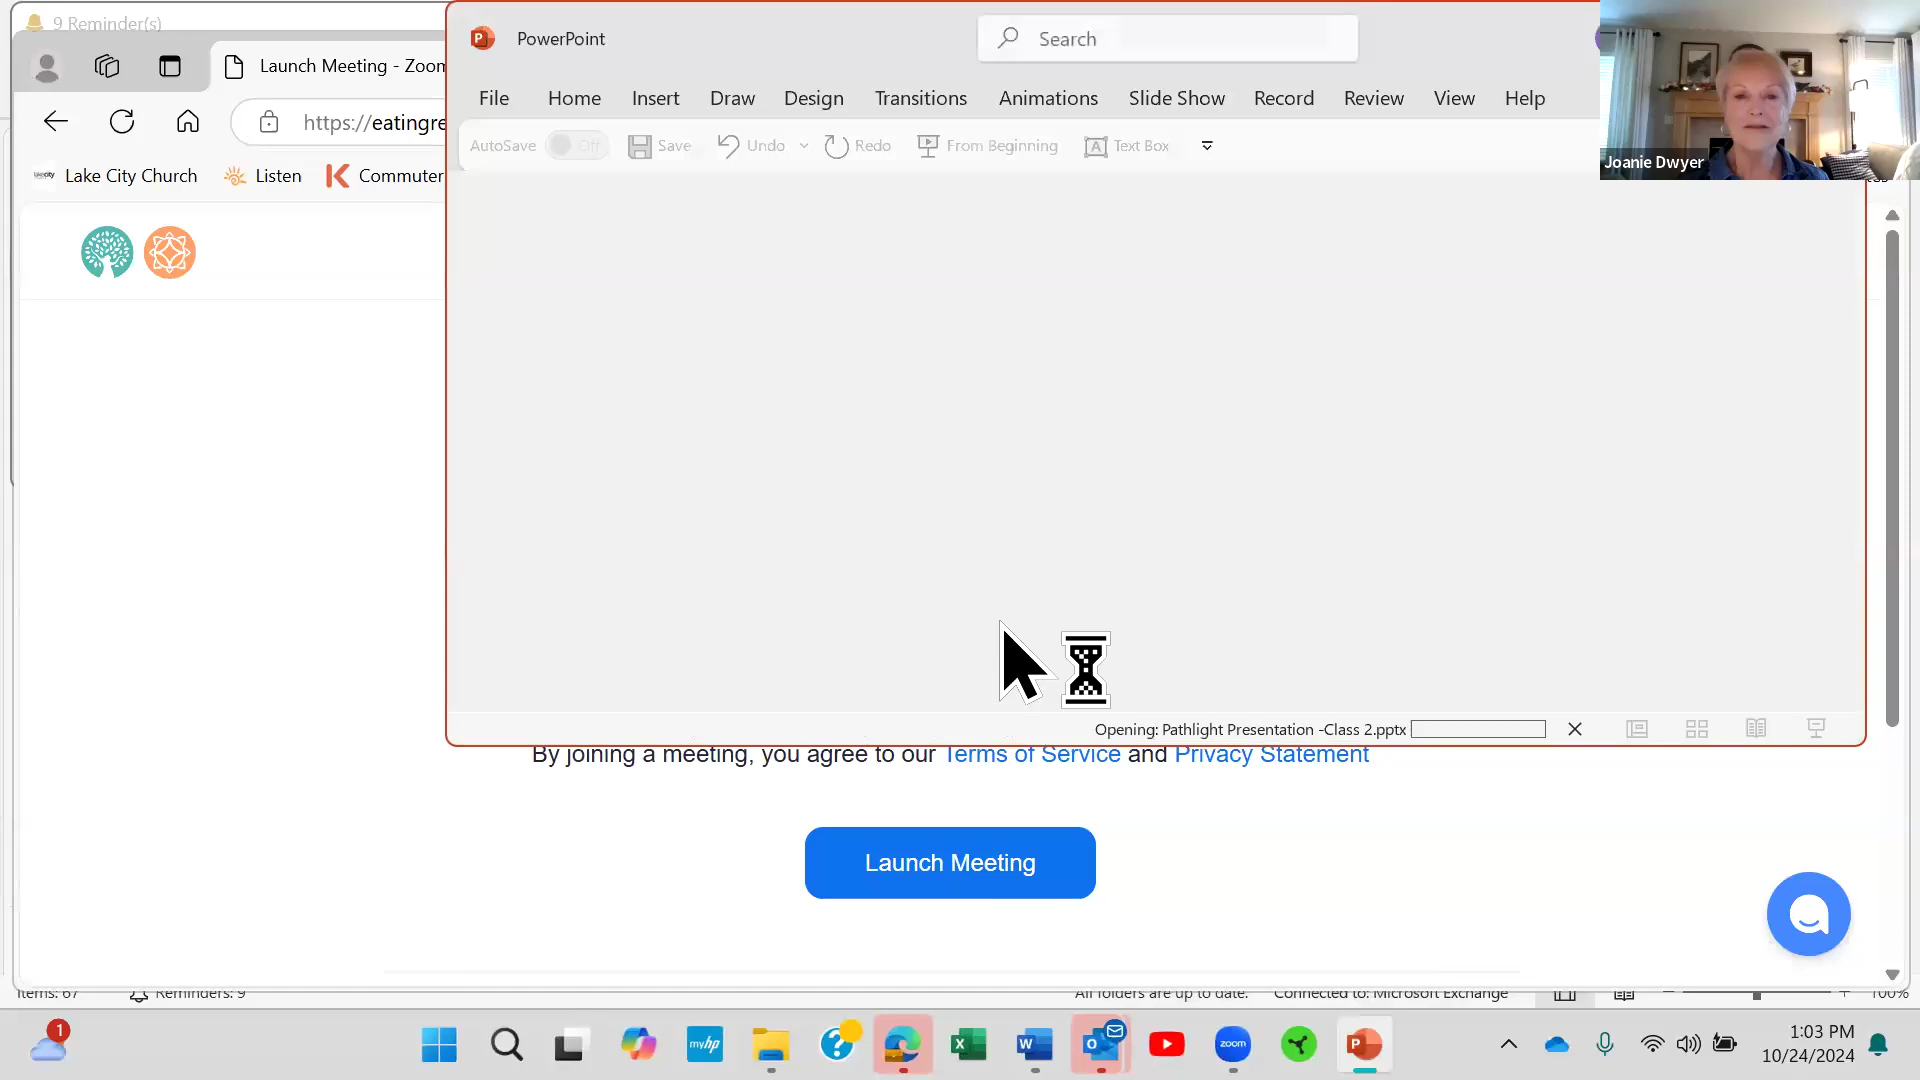 9 Reminder(s)
PowerPoint
Search
Launch Meeting - Zoom
File Home Insert Draw Design Transitions Animations Slide Show Record Review View Help
https://eatingre
AutoSave Off Save Undo Redo From Beginning A Text Box
Joanie Dwyer
lakecity Lake City Church Listen Commuter
Opening: Pathlight Presentation -Class 2.pptx
By joining a meeting, you agree to our Terms of Service and Privacy Statement
Launch Meeting
Items: 67 Reminders: 9 All folders are up to date. Connected to: Microsoft Exchange 100%
1
myhp
zoom
1:03 PM
10/24/2024